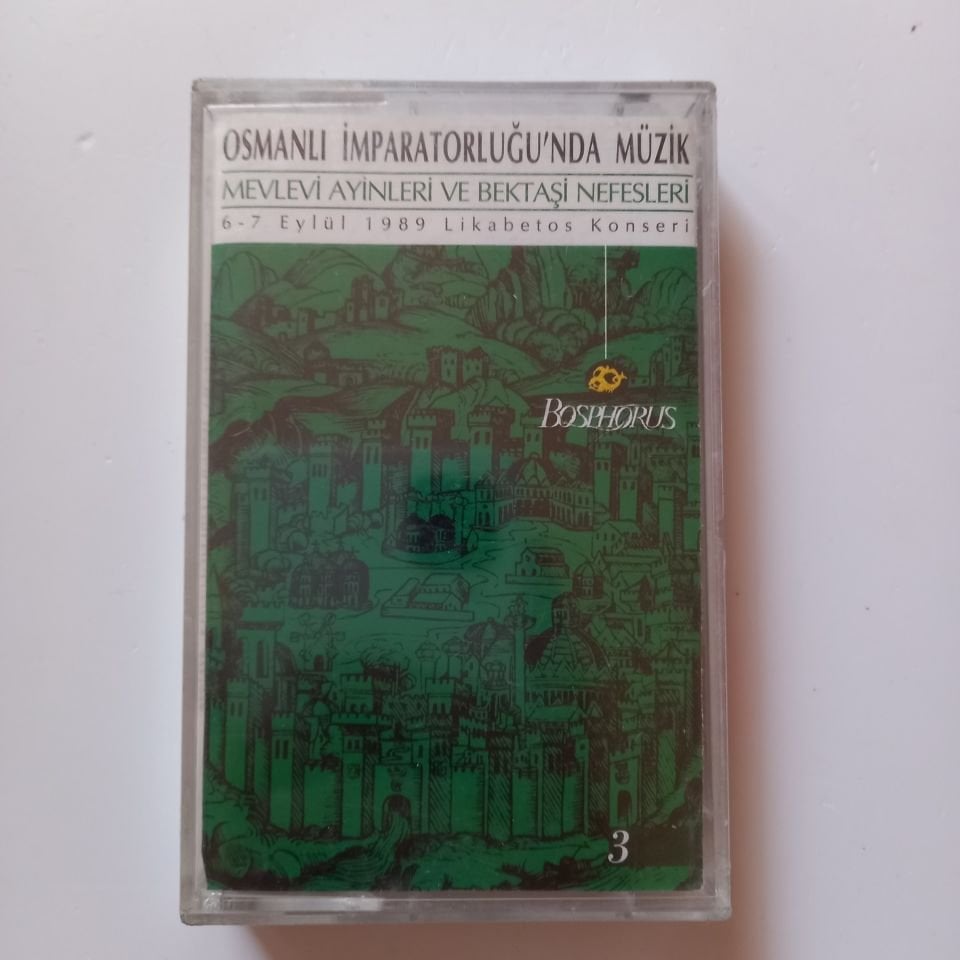 OSMANLI İMPARATORLUĞU'NDA MÜZİK
MEVLEVİ AYİNLERİ VE BEKTAŞİ NEFESLERİ
6-7 Eylül 1989 Likabetos Konseri
BOSPHORUS
3